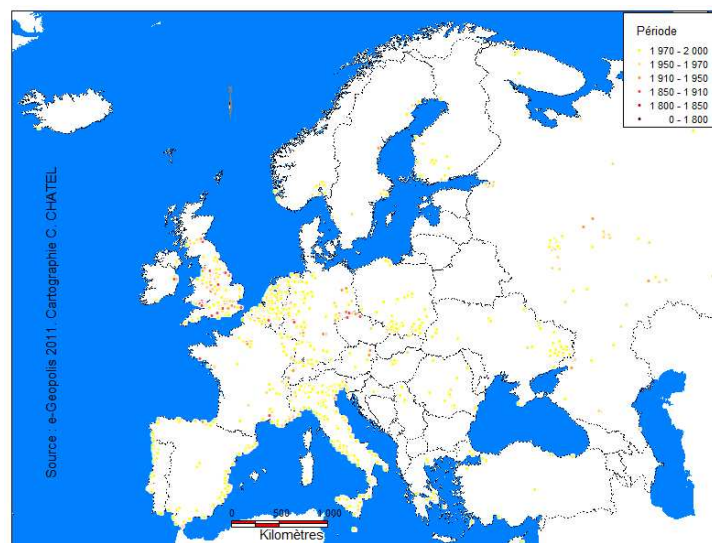 Période
1 970 - 2 000
1 950 - 1 970
1 910 - 1 950
1 850 - 1 910
1 800 - 1 850
0 - 1 800
Source : e-Geopolis 2011. Cartographie C. CHATEL
0 500 1 000
Kilomètres